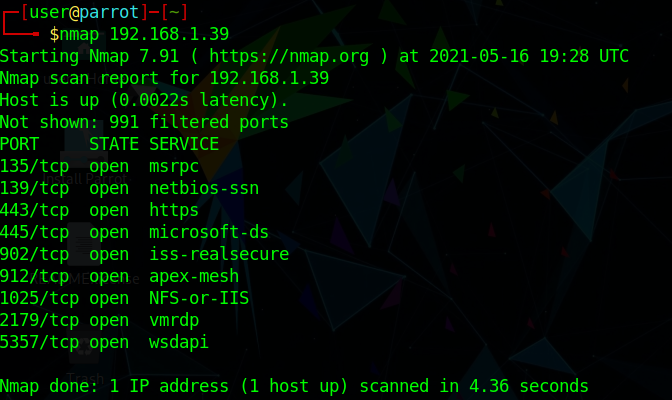 ┌─[user@parrot]─[~]
└──╼ $nmap 192.168.1.39
Starting Nmap 7.91 ( https://nmap.org ) at 2021-05-16 19:28 UTC
Nmap scan report for 192.168.1.39
Host is up (0.0022s latency).
Not shown: 991 filtered ports
PORT     STATE SERVICE
135/tcp  open  msrpc
139/tcp  open  netbios-ssn
443/tcp  open  https
445/tcp  open  microsoft-ds
902/tcp  open  iss-realsecure
912/tcp  open  apex-mesh
1025/tcp open  NFS-or-IIS
2179/tcp open  vmrdp
5357/tcp open  wsdapi
Nmap done: 1 IP address (1 host up) scanned in 4.36 seconds